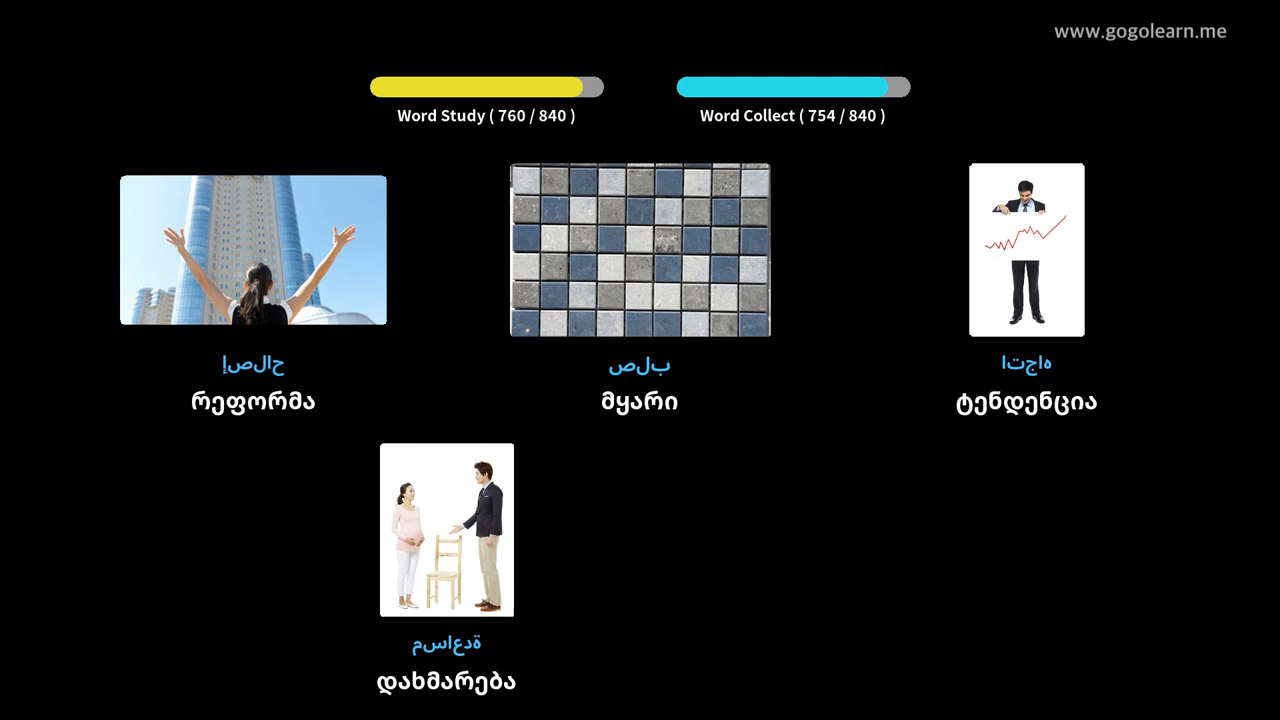 www.gogolearn.me
Word Study ( 760 / 840 )
Word Collect ( 754 / 840 )
إصلاح
რეფორმა
صلب
მყარი
اتجاه
ტენდენცია
مساعدة
დახმარება